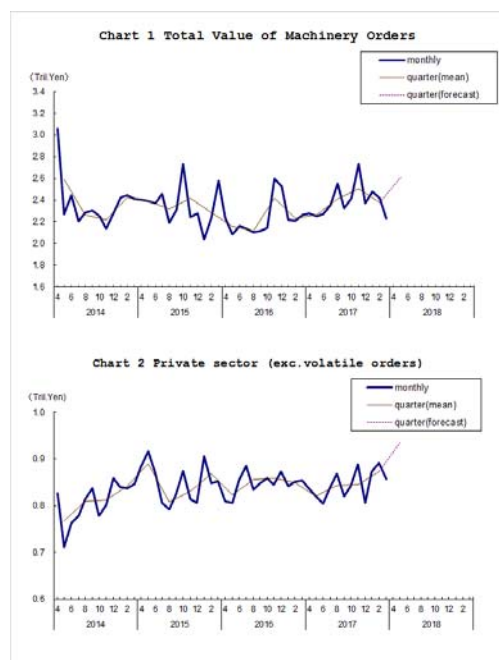 Chart 1 Total Value of Machinery Orders
monthly
quarter(mean)
quarter(forecast)
(Tril.Yen)
3.4
3.2
3.0
2.8
2.6
2.4
2.2
2.0
1.8
1.6
4 6 8 10 12 2 4 6 8 10 12 2 4 6 8 10 12 2 4 6 8 10 12 2 4 6 8 10 12 2
2014 2015 2016 2017 2018
Chart 2 Private sector (exc.volatile orders)
monthly
quarter(mean)
quarter(forecast)
(Tril.Yen)
1.0
0.9
0.8
0.7
0.6
4 6 8 10 12 2 4 6 8 10 12 2 4 6 8 10 12 2 4 6 8 10 12 2 4 6 8 10 12 2
2014 2015 2016 2017 2018